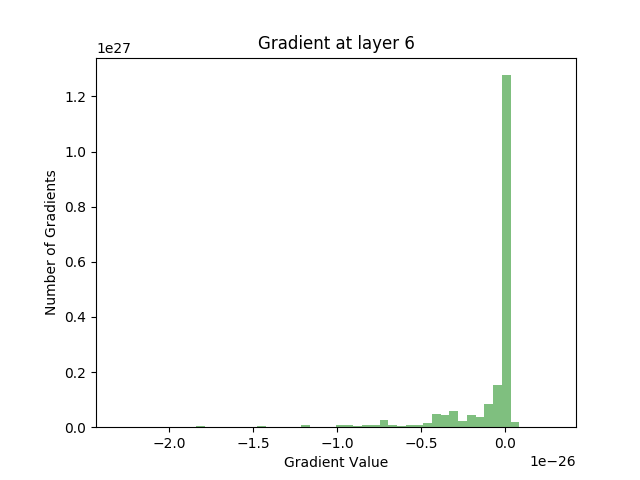 Gradient at layer 6
1e27
1.2
1.0
0.8
0.6
0.4
0.2
0.0
Number of Gradients
−2.0 −1.5 −1.0 −0.5 0.0
Gradient Value
1e−26